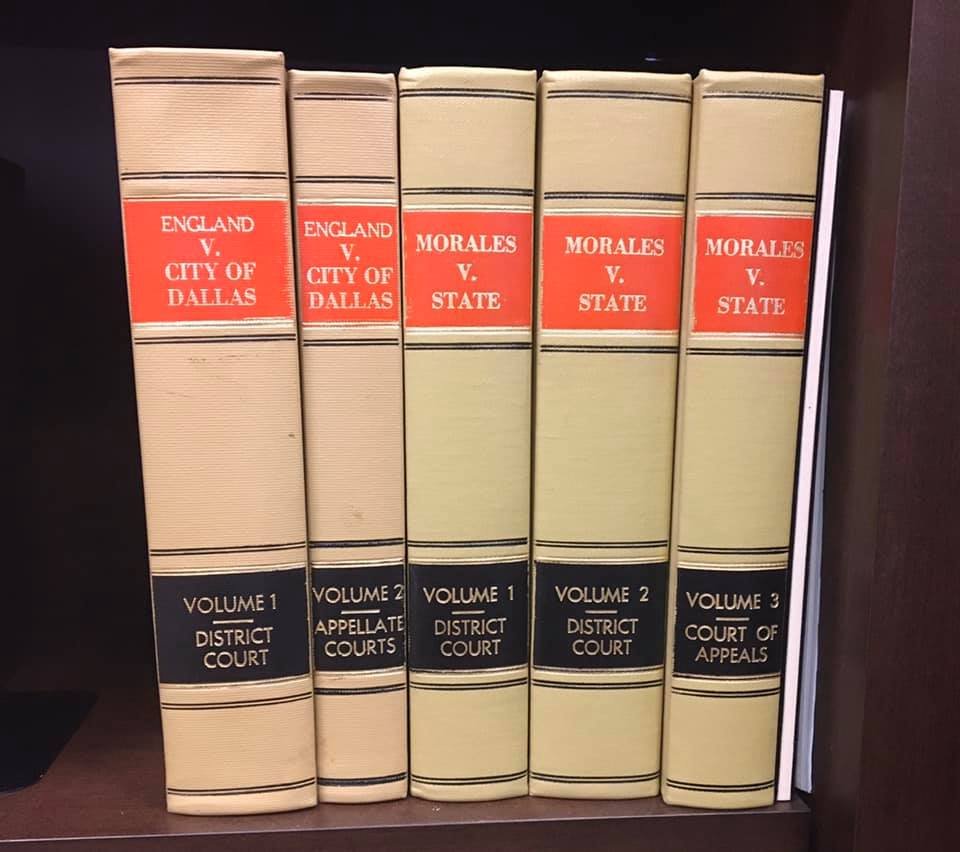 ENGLAND
V.
CITY OF
DALLAS
VOLUME 1
DISTRICT
COURT
ENGLAND
V.
CITY OF
DALLAS
VOLUME 2
APPELLATE
COURTS
MORALES
V.
STATE
VOLUME 1
DISTRICT
COURT
MORALES
V.
STATE
VOLUME 2
DISTRICT
COURT
MORALES
V.
STATE
VOLUME 3
COURT OF
APPEALS